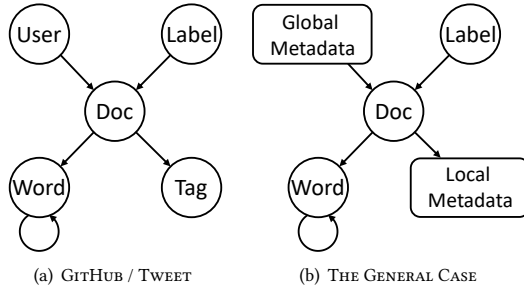 User
Label
Doc
Word
Tag
(a) GITHUB / TWEET
Global
Metadata
Label
Doc
Word
Local
Metadata
(b) THE GENERAL CASE